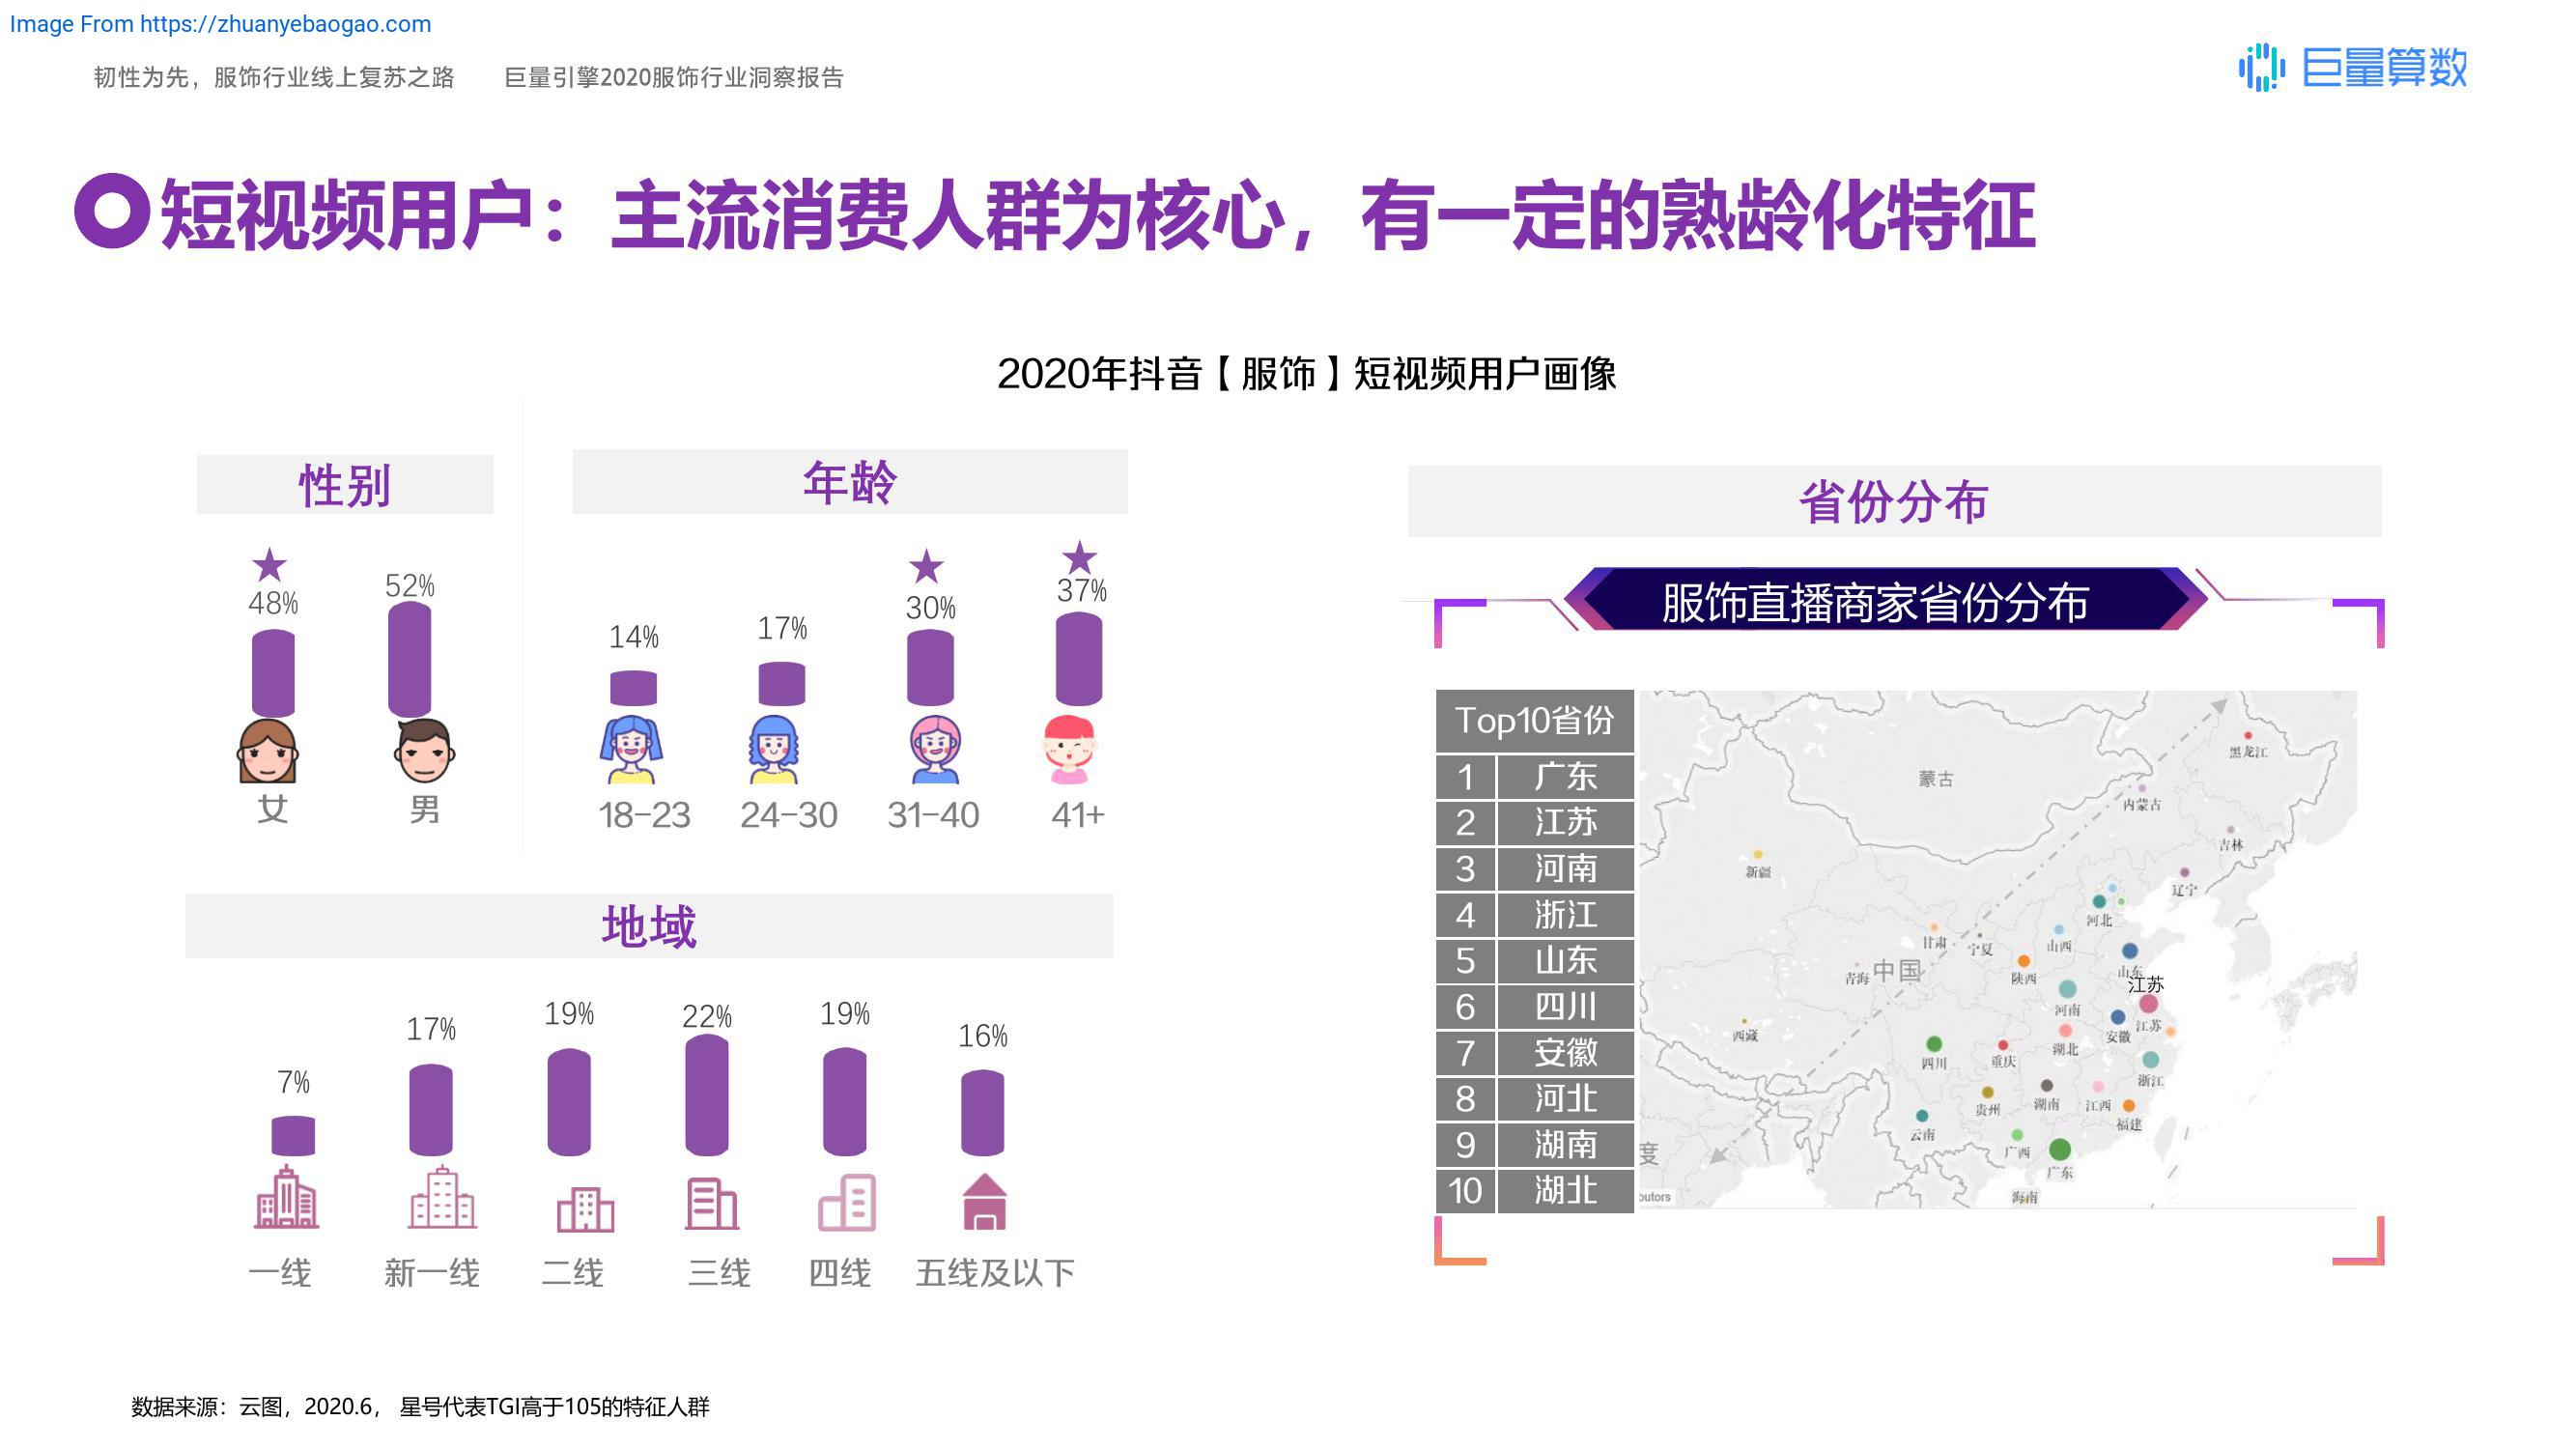 Image From https://zhuanyebaogao.com
韧性为先，服饰行业线上复苏之路 巨量引擎2020服饰行业洞察报告
巨量算数
短视频用户：主流消费人群为核心，有一定的熟龄化特征
2020年抖音【服饰】短视频用户画像
性别
48%
52%
女
男
年龄
14%
17%
30%
37%
18-23
24-30
31-40
41+
地域
7%
17%
19%
22%
19%
16%
一线
新一线
二线
三线
四线
五线及以下
省份分布
服饰直播商家省份分布
Top10省份
1 广东
2 江苏
3 河南
4 浙江
5 山东
6 四川
7 安徽
8 河北
9 湖南
10 湖北
黑龙江
蒙古
内蒙古
吉林
新疆
辽宁
河北
甘肃
宁夏
山西
青海
中国
陕西
山东
江苏
河南
西藏
安徽
江苏
湖北
四川
重庆
浙江
贵州
湖南
江西
福建
云南
广西
广东
度
海南
butors
数据来源：云图，2020.6， 星号代表TGI高于105的特征人群